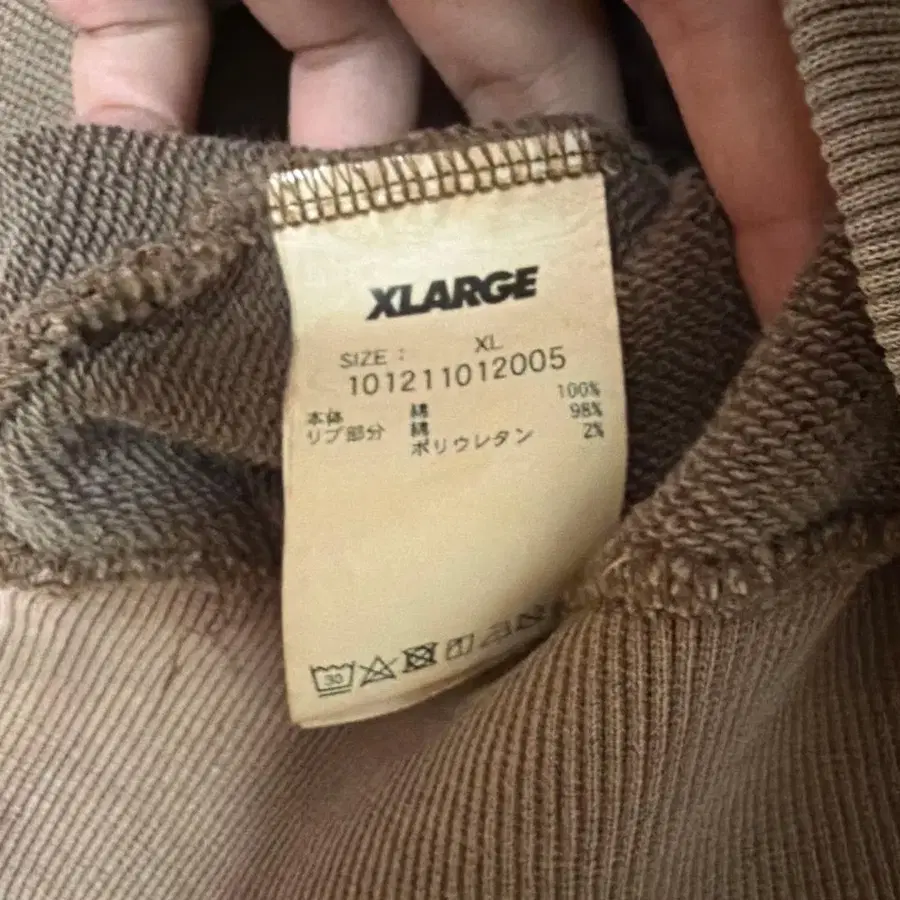 XLARGE
SIZE : XL
101211012005
本体 綿 100%
リブ部分 綿 98%
ポリウレタン 2%
30